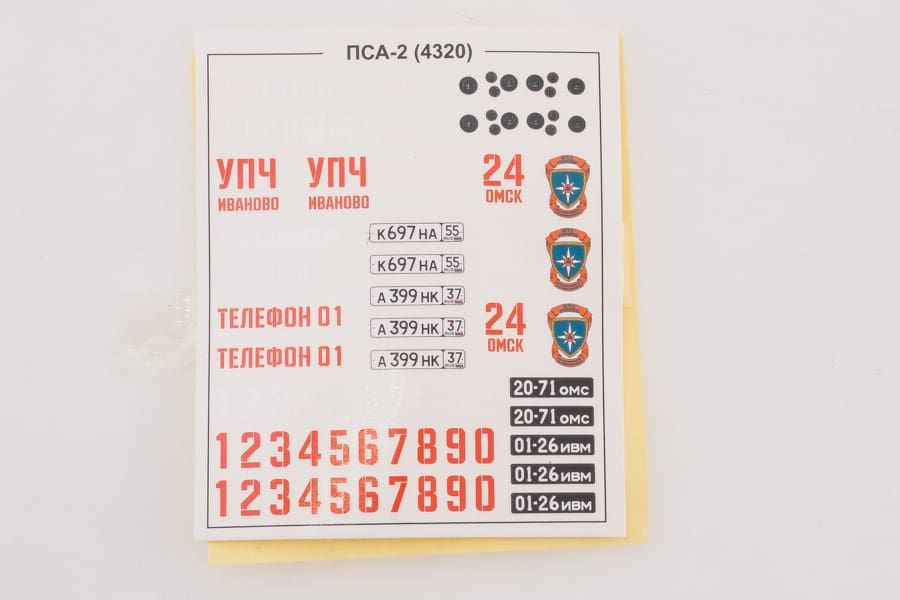 ПСА-2 (4320)
УПЧ УПЧ 24
ИВАНОВО ИВАНОВО ОМСК
К697НА 55 RUS
К697НА 55 RUS
А399НК 37
ТЕЛЕФОН 01 А399НК 37 24
ТЕЛЕФОН 01 А399НК 37 ОМСК
20-71 ОМС
20-71 ОМС
1234567890 01-26 ИВМ
01-26 ИВМ
1234567890 01-26 ИВМ